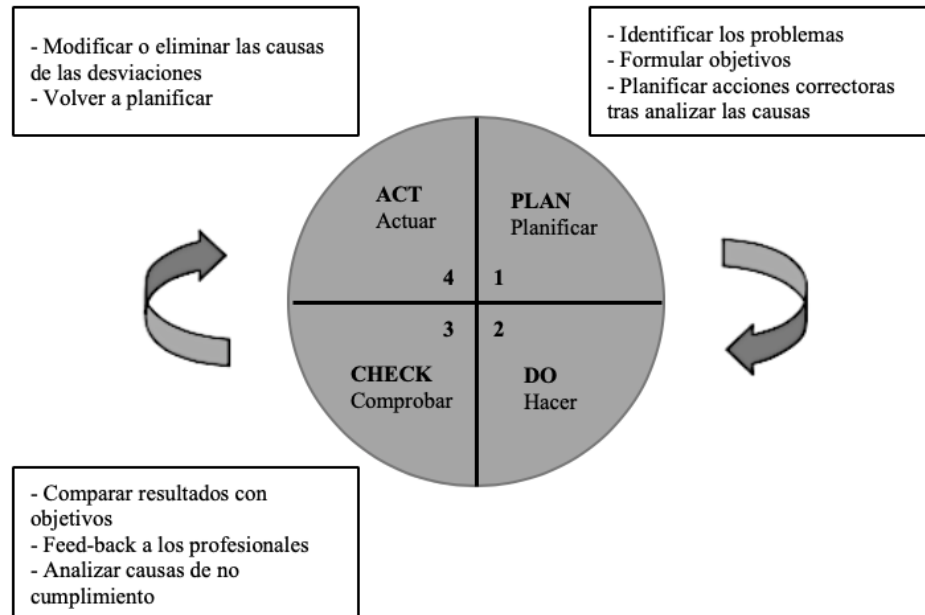 - Modificar o eliminar las causas
de las desviaciones
- Volver a planificar
- Identificar los problemas
- Formular objetivos
- Planificar acciones correctoras
tras analizar las causas
ACT
Actuar
4
PLAN
Planificar
1
3
CHECK
Comprobar
2
DO
Hacer
- Comparar resultados con
objetivos
- Feed-back a los profesionales
- Analizar causas de no
cumplimiento